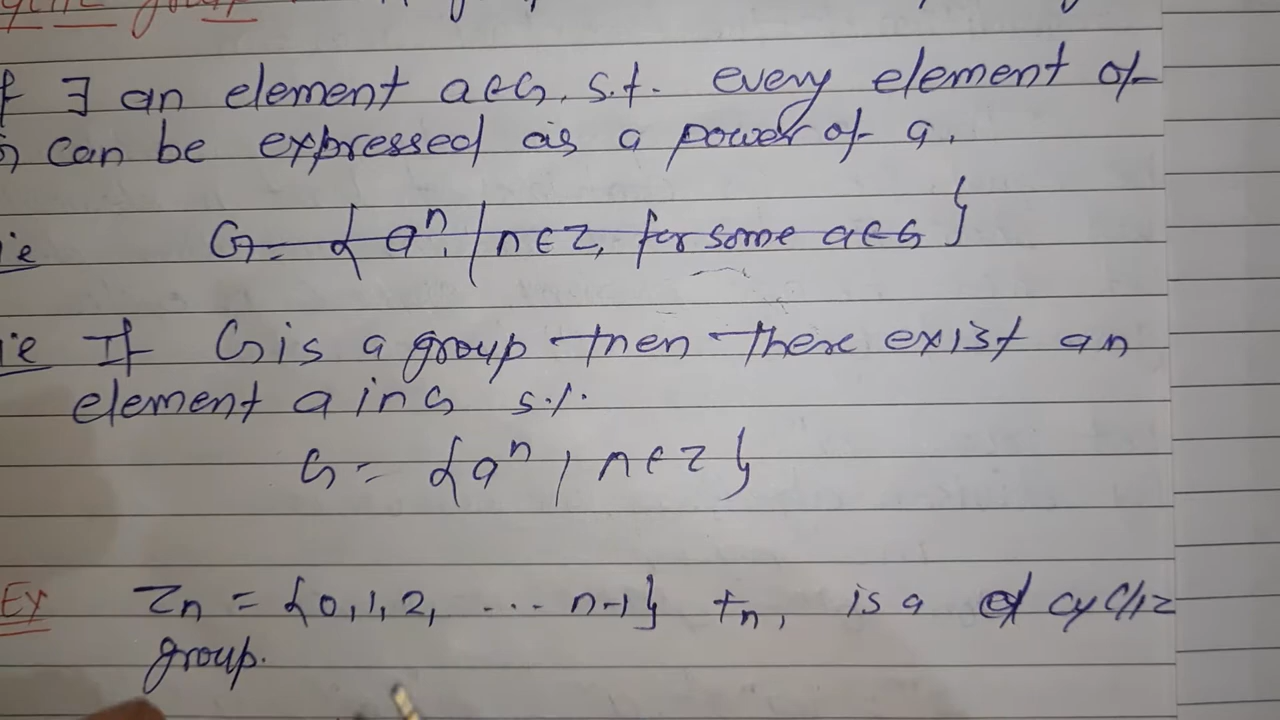 group
f ∃ an element a∈G. s.t. every element of
G can be expressed as a power of a.
ie G = { aⁿ. | n∈Z, for some a∈G }
ie If G is a group then there exist an
element a in G s.t.
G = {aⁿ, n∈Z}
Ex Zn = {0,1,2, ... n-1} +n, is a cyclic
group.